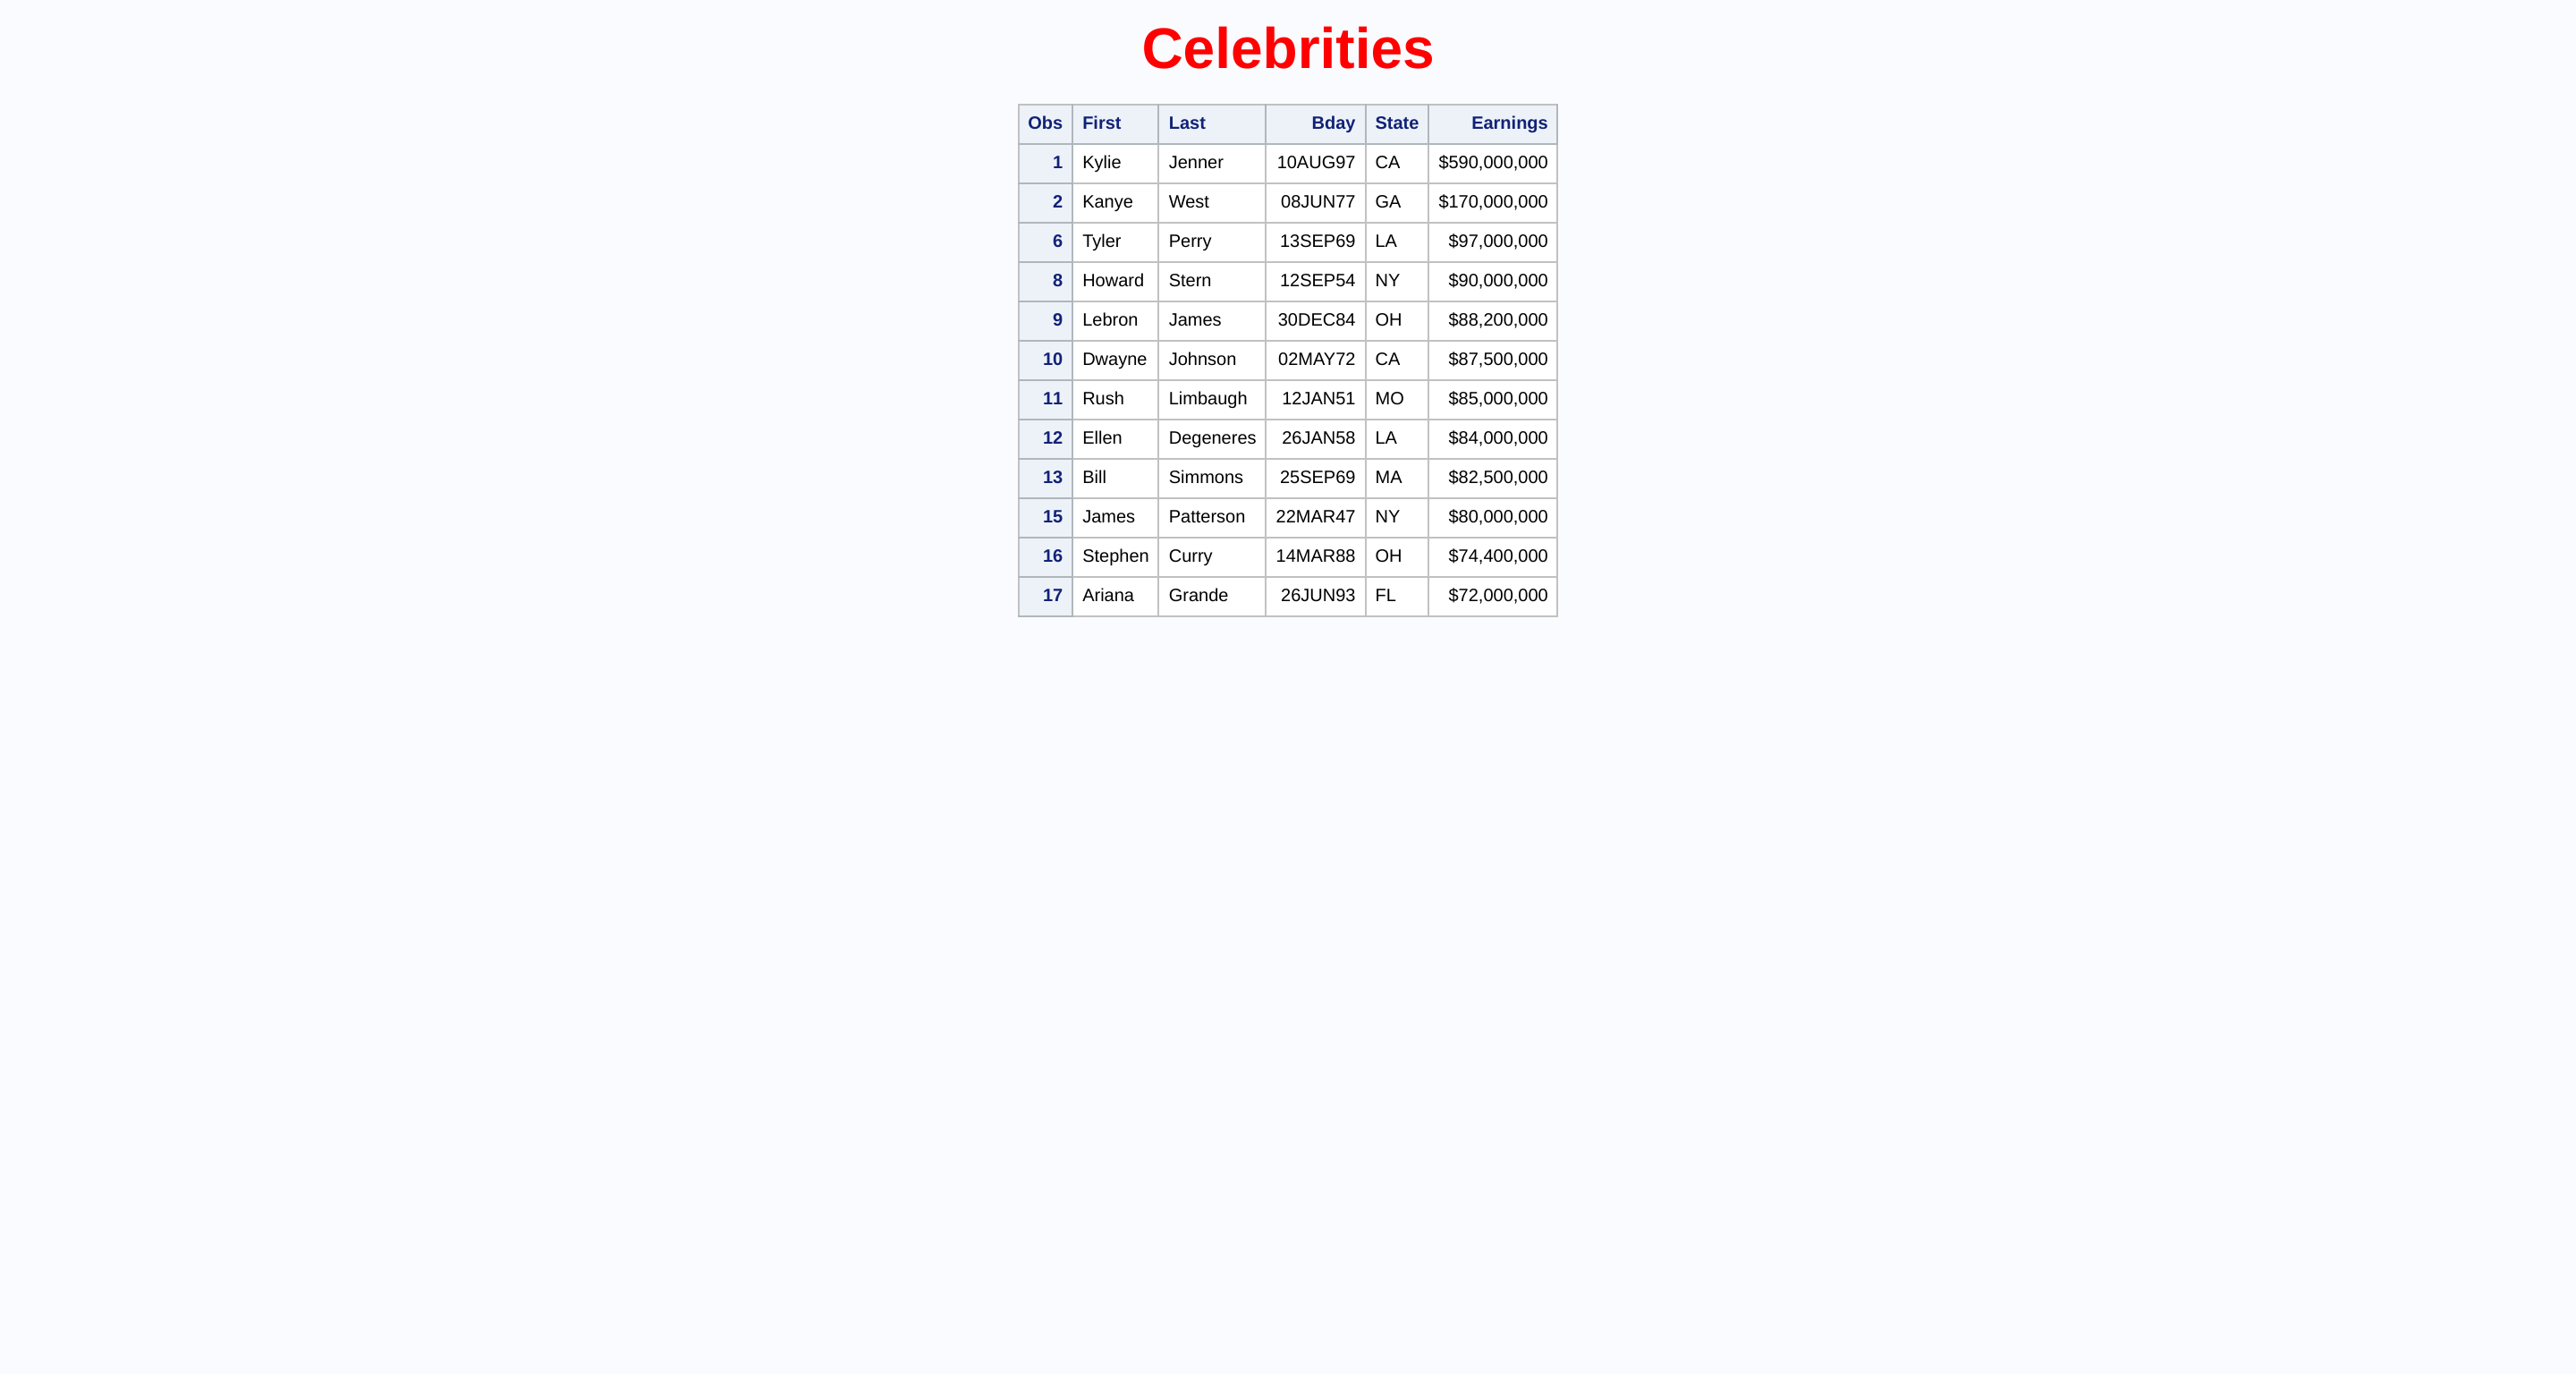 Celebrities
Obs First Last Bday State Earnings
1 Kylie Jenner 10AUG97 CA $590,000,000
2 Kanye West 08JUN77 GA $170,000,000
6 Tyler Perry 13SEP69 LA $97,000,000
8 Howard Stern 12SEP54 NY $90,000,000
9 Lebron James 30DEC84 OH $88,200,000
10 Dwayne Johnson 02MAY72 CA $87,500,000
11 Rush Limbaugh 12JAN51 MO $85,000,000
12 Ellen Degeneres 26JAN58 LA $84,000,000
13 Bill Simmons 25SEP69 MA $82,500,000
15 James Patterson 22MAR47 NY $80,000,000
16 Stephen Curry 14MAR88 OH $74,400,000
17 Ariana Grande 26JUN93 FL $72,000,000